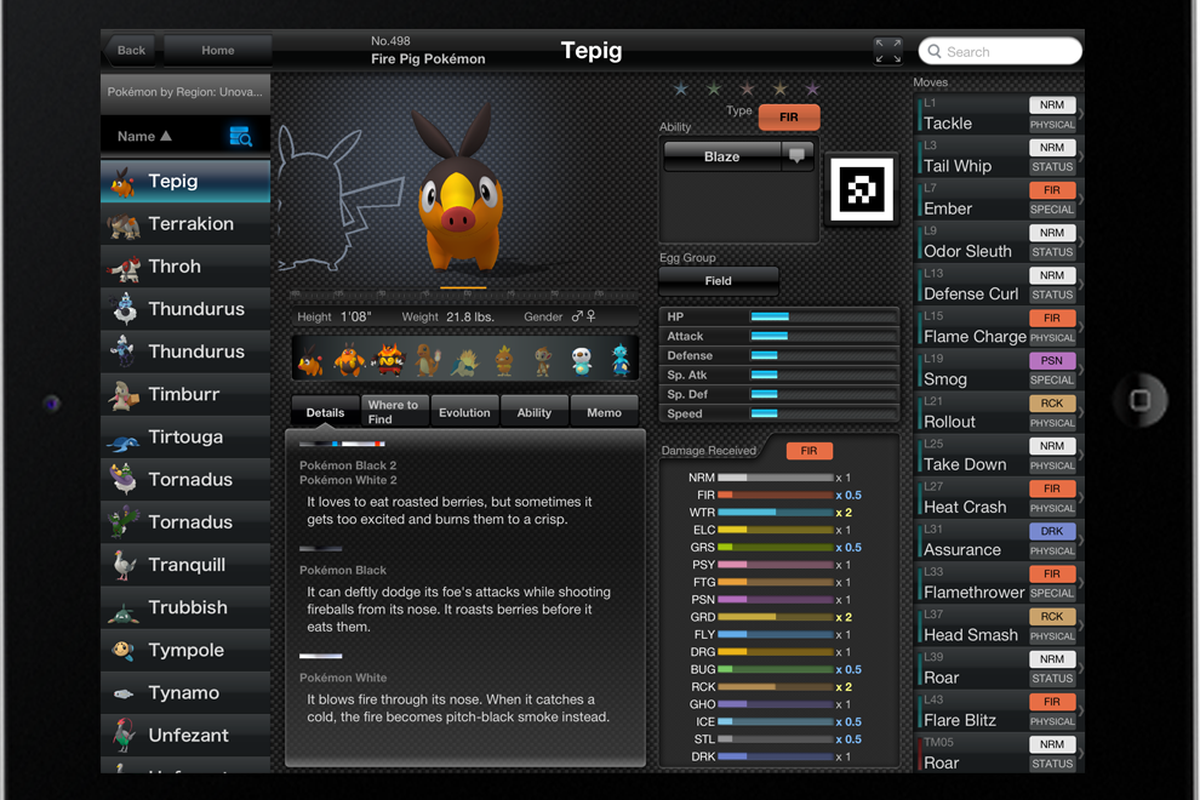 Back
Home
No.498
Fire Pig Pokémon
Tepig
Search
Pokémon by Region: Unova...
Name ▲
Tepig
Terrakion
Throh
Thundurus
Thundurus
Timburr
Tirtouga
Tornadus
Tornadus
Tranquill
Trubbish
Tympole
Tynamo
Unfezant
Height 1'08" Weight 21.8 lbs. Gender ♂♀
Details
Where to
Find
Evolution
Ability
Memo
Pokémon Black 2
Pokémon White 2
It loves to eat roasted berries, but sometimes it
gets too excited and burns them to a crisp.
Pokémon Black
It can deftly dodge its foe's attacks while shooting
fireballs from its nose. It roasts berries before it
eats them.
Pokémon White
It blows fire through its nose. When it catches a
cold, the fire becomes pitch-black smoke instead.
Type FIR
Ability
Blaze
Egg Group
Field
HP
Attack
Defense
Sp. Atk
Sp. Def
Speed
Damage Received FIR
NRM x 1
FIR x 0.5
WTR x 2
ELC x 1
GRS x 0.5
PSY x 1
FTG x 1
PSN x 1
GRD x 2
FLY x 1
DRG x 1
BUG x 0.5
RCK x 2
GHO x 1
ICE x 0.5
STL x 0.5
DRK x 1
Moves
L1 NRM
Tackle PHYSICAL
L3 NRM
Tail Whip STATUS
L7 FIR
Ember SPECIAL
L9 NRM
Odor Sleuth STATUS
L13 NRM
Defense Curl STATUS
L15 FIR
Flame Charge PHYSICAL
L19 PSN
Smog SPECIAL
L21 RCK
Rollout PHYSICAL
L25 NRM
Take Down PHYSICAL
L27 FIR
Heat Crash PHYSICAL
L31 DRK
Assurance PHYSICAL
L33 FIR
Flamethrower SPECIAL
L37 RCK
Head Smash PHYSICAL
L39 NRM
Roar STATUS
L43 FIR
Flare Blitz PHYSICAL
TM05 NRM
Roar STATUS